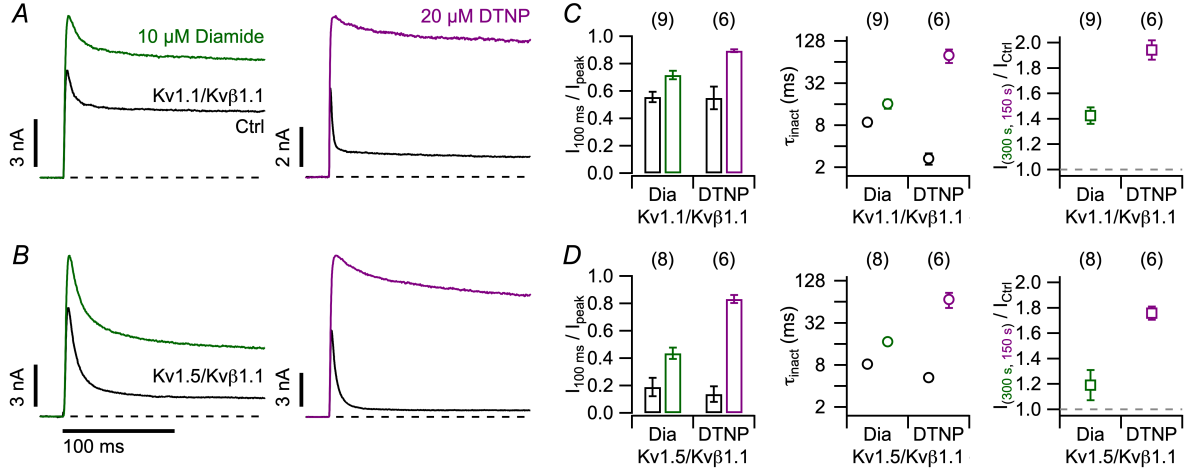 A
10 µM Diamide
Kv1.1/Kvβ1.1
Ctrl
3 nA
20 µM DTNP
2 nA
C
(9) (6)
1.0
0.8
0.6
0.4
0.2
0.0
I100 ms / Ipeak
Dia DTNP
Kv1.1/Kvβ1.1
(9) (6)
128
32
8
2
τinact (ms)
Dia DTNP
Kv1.1/Kvβ1.1
(9) (6)
2.0
1.8
1.6
1.4
1.2
1.0
I(300 s, 150 s) / ICtrl
Dia DTNP
Kv1.1/Kvβ1.1
B
Kv1.5/Kvβ1.1
3 nA
100 ms
3 nA
D
(8) (6)
1.0
0.8
0.6
0.4
0.2
0.0
I100 ms / Ipeak
Dia DTNP
Kv1.5/Kvβ1.1
(8) (6)
128
32
8
2
τinact (ms)
Dia DTNP
Kv1.5/Kvβ1.1
(8) (6)
2.0
1.8
1.6
1.4
1.2
1.0
I(300 s, 150 s) / ICtrl
Dia DTNP
Kv1.5/Kvβ1.1